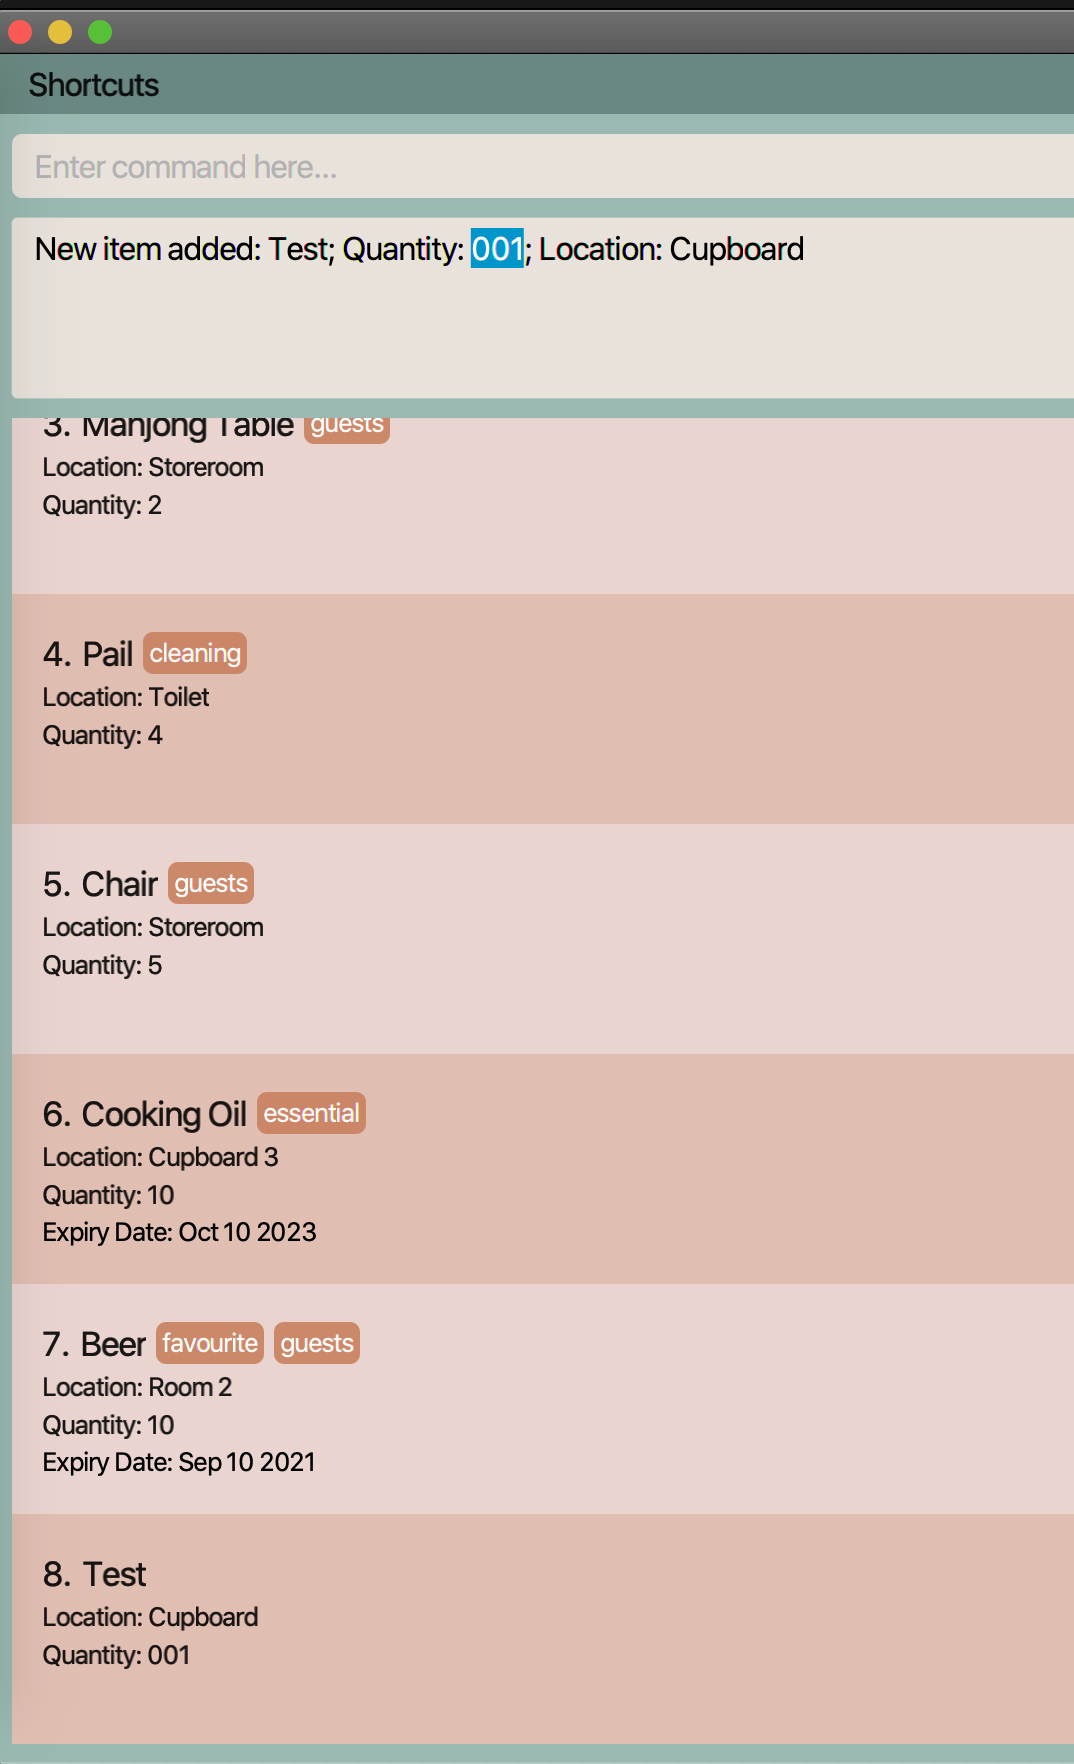 Shortcuts
Enter command here...
New item added: Test; Quantity: 001; Location: Cupboard
3. Manjong Table guests
Location: Storeroom
Quantity: 2
4. Pail cleaning
Location: Toilet
Quantity: 4
5. Chair guests
Location: Storeroom
Quantity: 5
6. Cooking Oil essential
Location: Cupboard 3
Quantity: 10
Expiry Date: Oct 10 2023
7. Beer favourite guests
Location: Room 2
Quantity: 10
Expiry Date: Sep 10 2021
8. Test
Location: Cupboard
Quantity: 001